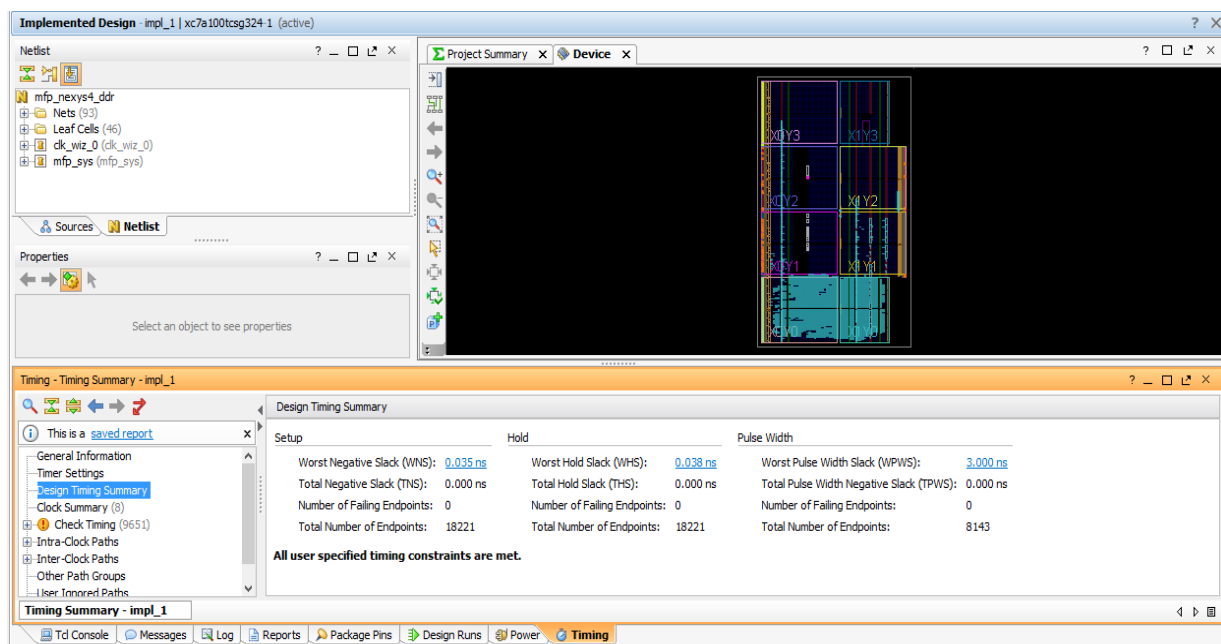 Implemented Design - impl_1 | xc7a100tcsg324-1 (active)
Netlist
mfp_nexys4_ddr
Nets (93)
Leaf Cells (46)
clk_wiz_0 (clk_wiz_0)
mfp_sys (mfp_sys)
Sources Netlist
Properties
Select an object to see properties
Project Summary Device
X0Y3 X1Y3
X0Y2 X1Y2
X0Y1 X1Y1
X0Y0 X1Y0
Timing - Timing Summary - impl_1
This is a saved report
General Information
Timer Settings
Design Timing Summary
Clock Summary (8)
Check Timing (9651)
Intra-Clock Paths
Inter-Clock Paths
Other Path Groups
User Ignored Paths
Design Timing Summary
Setup Hold Pulse Width
Worst Negative Slack (WNS): 0.035 ns Worst Hold Slack (WHS): 0.038 ns Worst Pulse Width Slack (WPWS): 3.000 ns
Total Negative Slack (TNS): 0.000 ns Total Hold Slack (THS): 0.000 ns Total Pulse Width Negative Slack (TPWS): 0.000 ns
Number of Failing Endpoints: 0 Number of Failing Endpoints: 0 Number of Failing Endpoints: 0
Total Number of Endpoints: 18221 Total Number of Endpoints: 18221 Total Number of Endpoints: 8143
All user specified timing constraints are met.
Timing Summary - impl_1
Tcl Console Messages Log Reports Package Pins Design Runs Power Timing